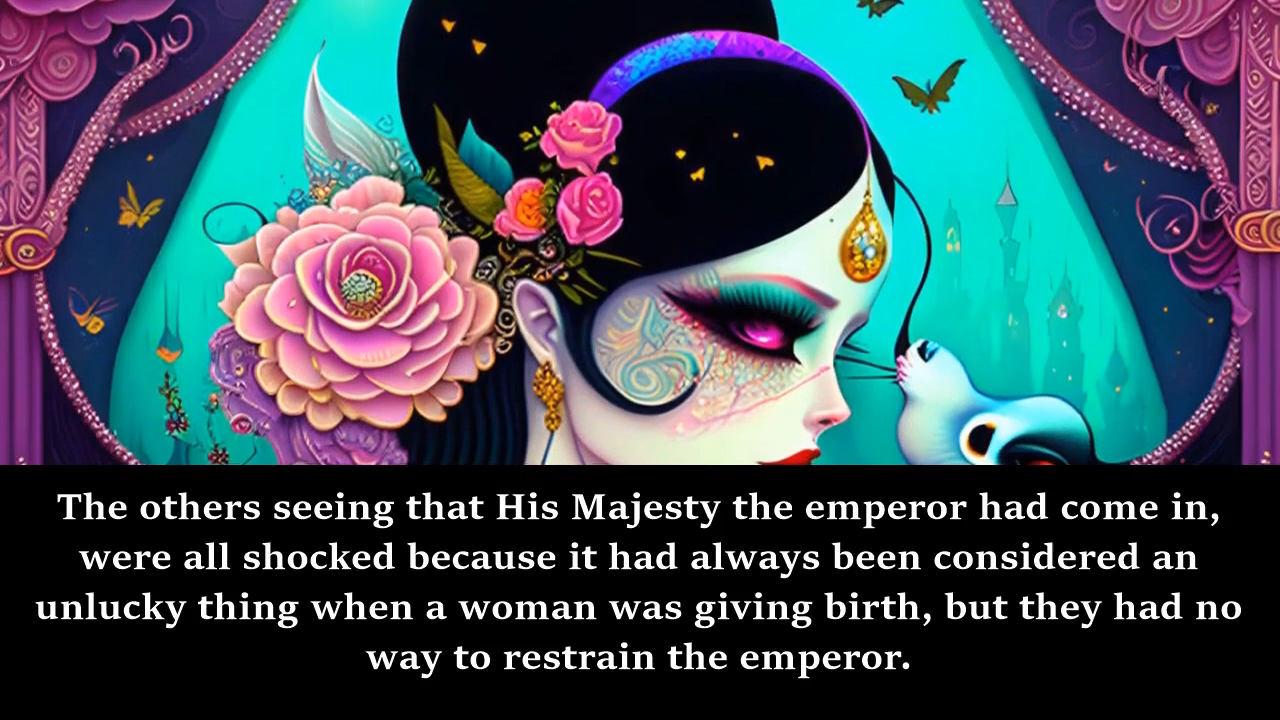 The others seeing that His Majesty the emperor had come in,
were all shocked because it had always been considered an
unlucky thing when a woman was giving birth, but they had no
way to restrain the emperor.